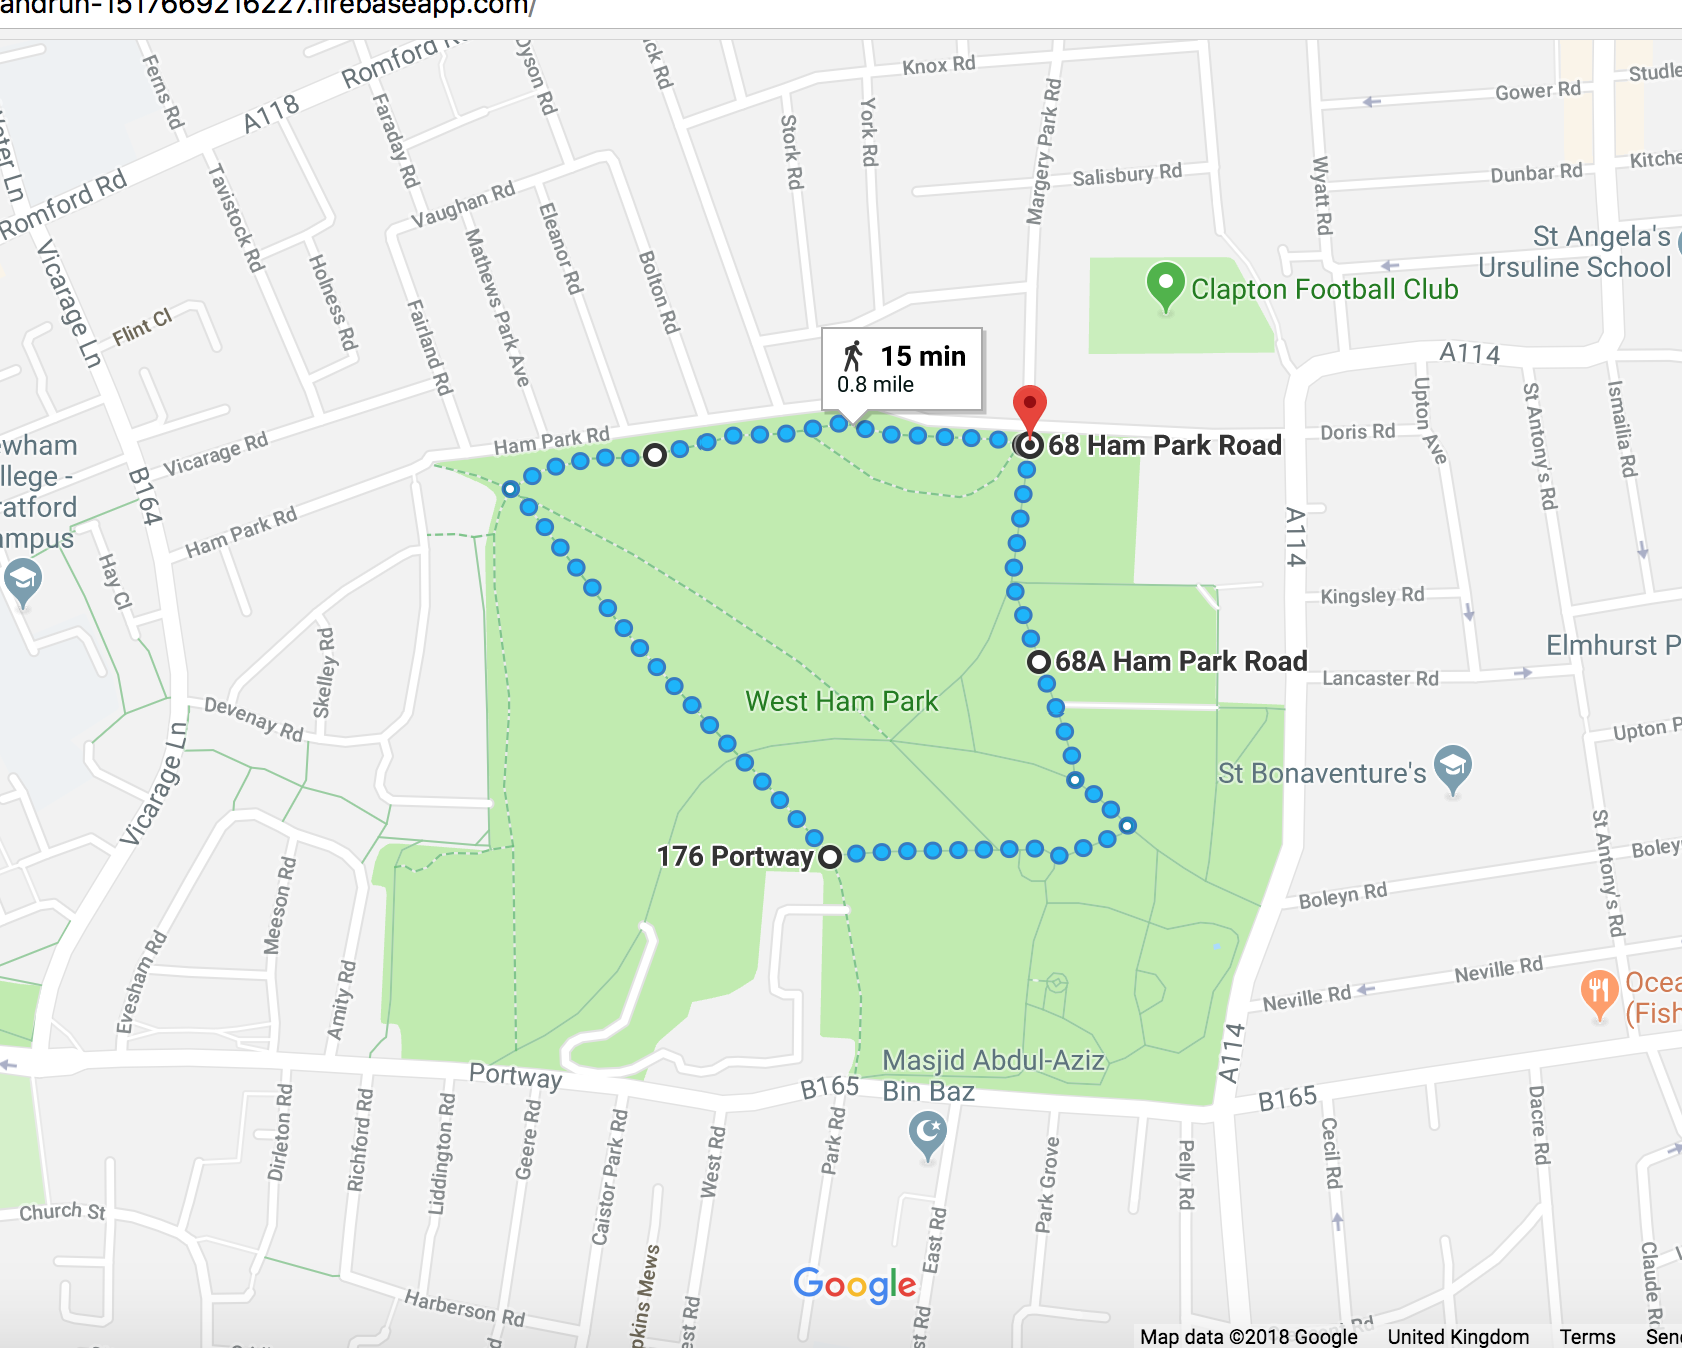 andrun-1517669216227.firebaseapp.com/
Romford Rd
Knox Rd
Ferns Rd
A118
Faraday Rd
Dyson Rd
York Rd
Stork Rd
Margery Park Rd
Gower Rd
Romford Rd
Tavistock Rd
Vaughan Rd
Salisbury Rd
Wyatt Rd
Dunbar Rd
Vicarage Ln
Holness Rd
Mathews Park Ave
Eleanor Rd
Bolton Rd
St Angela's
Ursuline School
Clapton Football Club
Flint Cl
Fairland Rd
15 min
0.8 mile
A114
Upton Ave
St Antony's Rd
Ismailia Rd
Vicarage Rd
Ham Park Rd
68 Ham Park Road
Doris Rd
B164
Ham Park Rd
A114
Hay Cl
Kingsley Rd
Skelley Rd
68A Ham Park Road
Lancaster Rd
Elmhurst P
Devenay Rd
West Ham Park
Upton P
Vicarage Ln
St Bonaventure's
176 Portway
St Antony's Rd
Boley
Boleyn Rd
Meeson Rd
Evesham Rd
Amity Rd
Neville Rd
Neville Rd
Ocea
(Fish
Portway
B165
Masjid Abdul-Aziz
Bin Baz
A114
B165
Dirleton Rd
Richford Rd
Liddington Rd
Geere Rd
Caistor Park Rd
West Rd
Park Rd
Park Grove
Pelly Rd
Cecil Rd
Dacre Rd
Church St
East Rd
Claude Rd
Harberson Rd
pkins Mews
est Rd
st Rd
Google
Map data ©2018 Google
United Kingdom
Terms
Sen